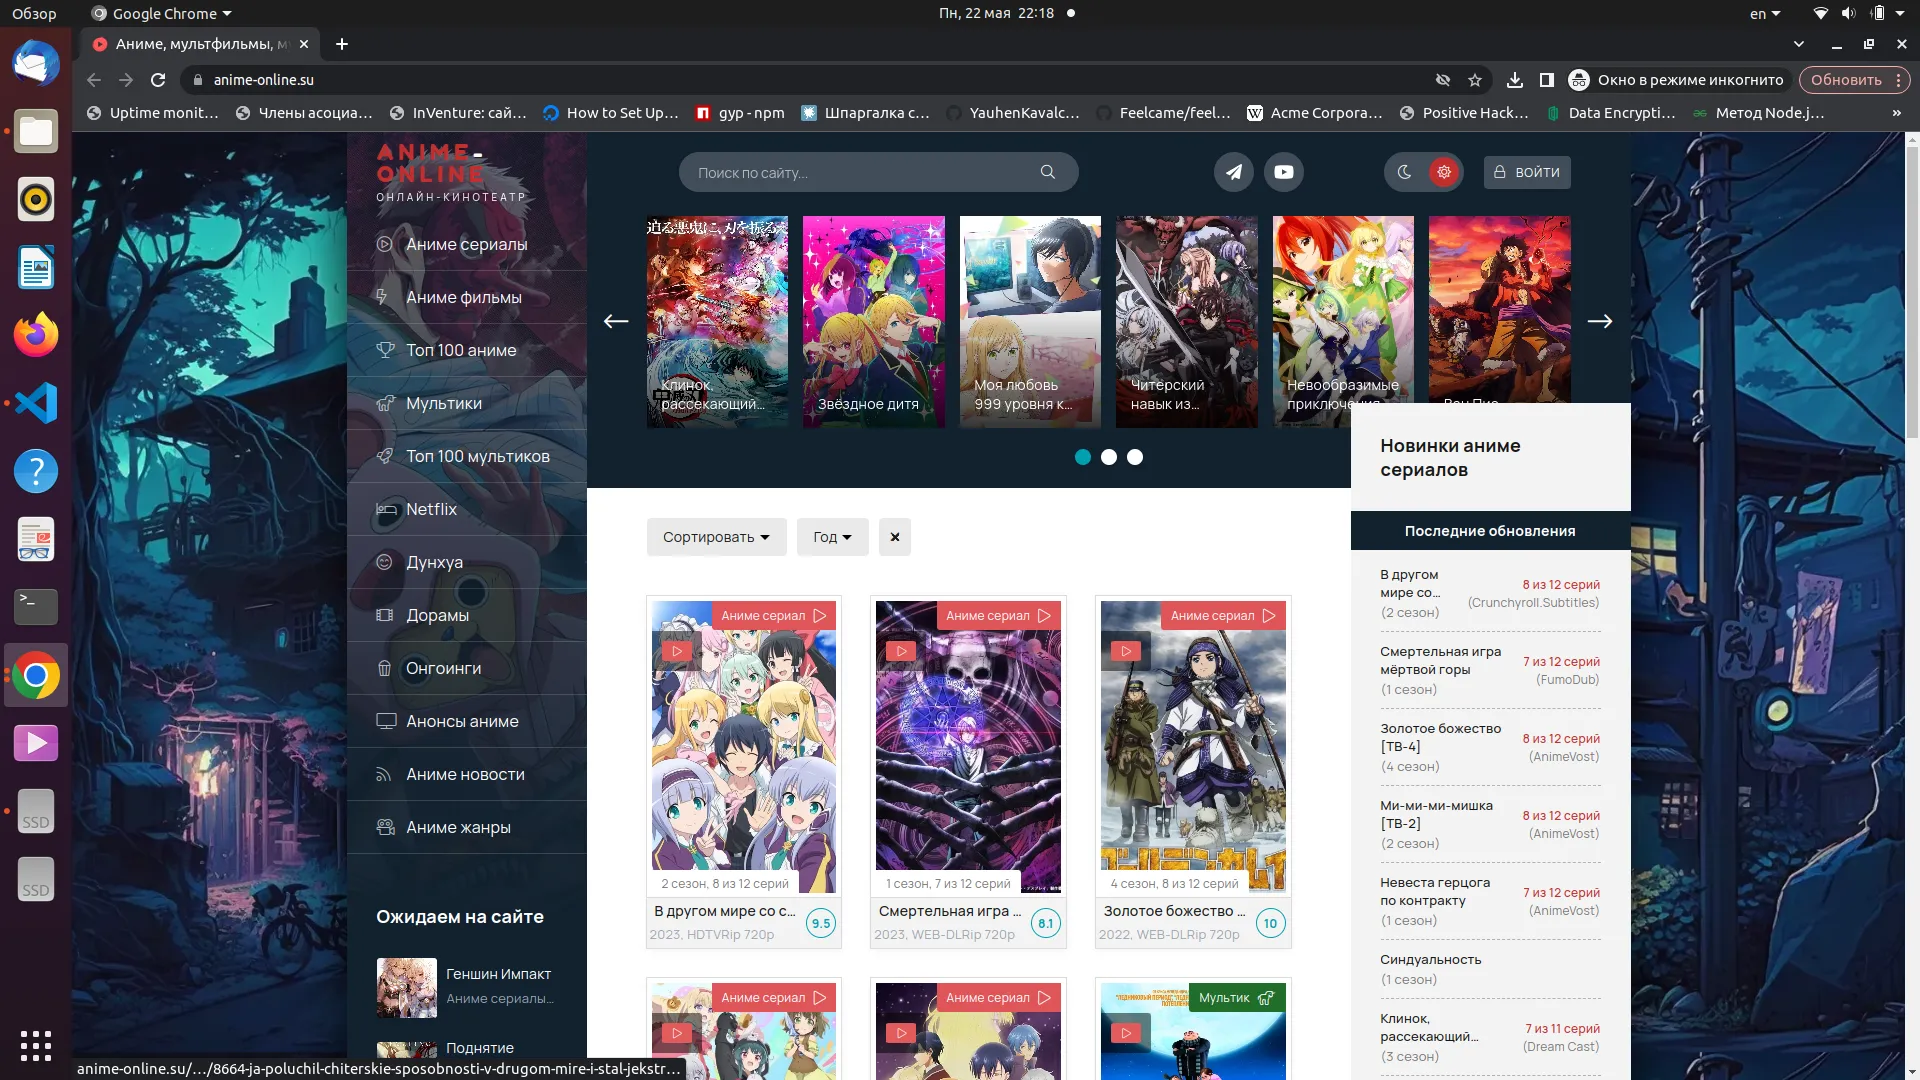 Обзор
Google Chrome
Пн, 22 мая 22:18
en
Аниме, мультфильмы, м
anime-online.su
Окно в режиме инкогнито
Обновить
Uptime monit...
Члены асоциа...
InVenture: сай...
How to Set Up...
gyp - npm
Шпаргалка с...
YauhenKavalc...
Feelcame/feel...
Acme Corpora...
Positive Hack...
Data Encrypti...
Метод Node.j...
»
ANIME-
ONLINE
ОНЛАЙН-КИНОТЕАТР
Аниме сериалы
Аниме фильмы
Топ 100 аниме
Мультики
Топ 100 мультиков
Netflix
Дунхуа
Дорамы
Онгоинги
Анонсы аниме
Аниме новости
Аниме жанры
Ожидаем на сайте
Геншин Импакт
Аниме сериалы...
Поднятие
Поиск по сайту...
ВОЙТИ
迫る悪鬼に、刃を振るえ
Клинок,
рассекающий...
Звёздное дитя
Моя любовь
999 уровня к...
Читерский
навык из...
Невообразимые
приключения
Ван Пис
Сортировать
Год
Аниме сериал
2 сезон, 8 из 12 серий
В другом мире со с...
9.5
2023, HDTVRip 720p
Аниме сериал
1 сезон, 7 из 12 серий
Смертельная игра ...
8.1
2023, WEB-DLRip 720p
Аниме сериал
4 сезон, 8 из 12 серий
Золотое божество ...
10
2022, WEB-DLRip 720p
Аниме сериал
Аниме сериал
Мультик
Новинки аниме
сериалов
Последние обновления
В другом
мире со...
(2 сезон)
8 из 12 серий
(Crunchyroll.Subtitles)
Смертельная игра
мёртвой горы
(1 сезон)
7 из 12 серий
(FumoDub)
Золотое божество
[ТВ-4]
(4 сезон)
8 из 12 серий
(AnimeVost)
Ми-ми-ми-мишка
[ТВ-2]
(2 сезон)
8 из 12 серий
(AnimeVost)
Невеста герцога
по контракту
(1 сезон)
7 из 12 серий
(AnimeVost)
Синдуальность
(1 сезон)
Клинок,
рассекающий...
(3 сезон)
7 из 11 серий
(Dream Cast)
SSD
SSD
anime-online.su/.../8664-ja-poluchil-chiterskie-sposobnosti-v-drugom-mire-i-stal-jekstr...